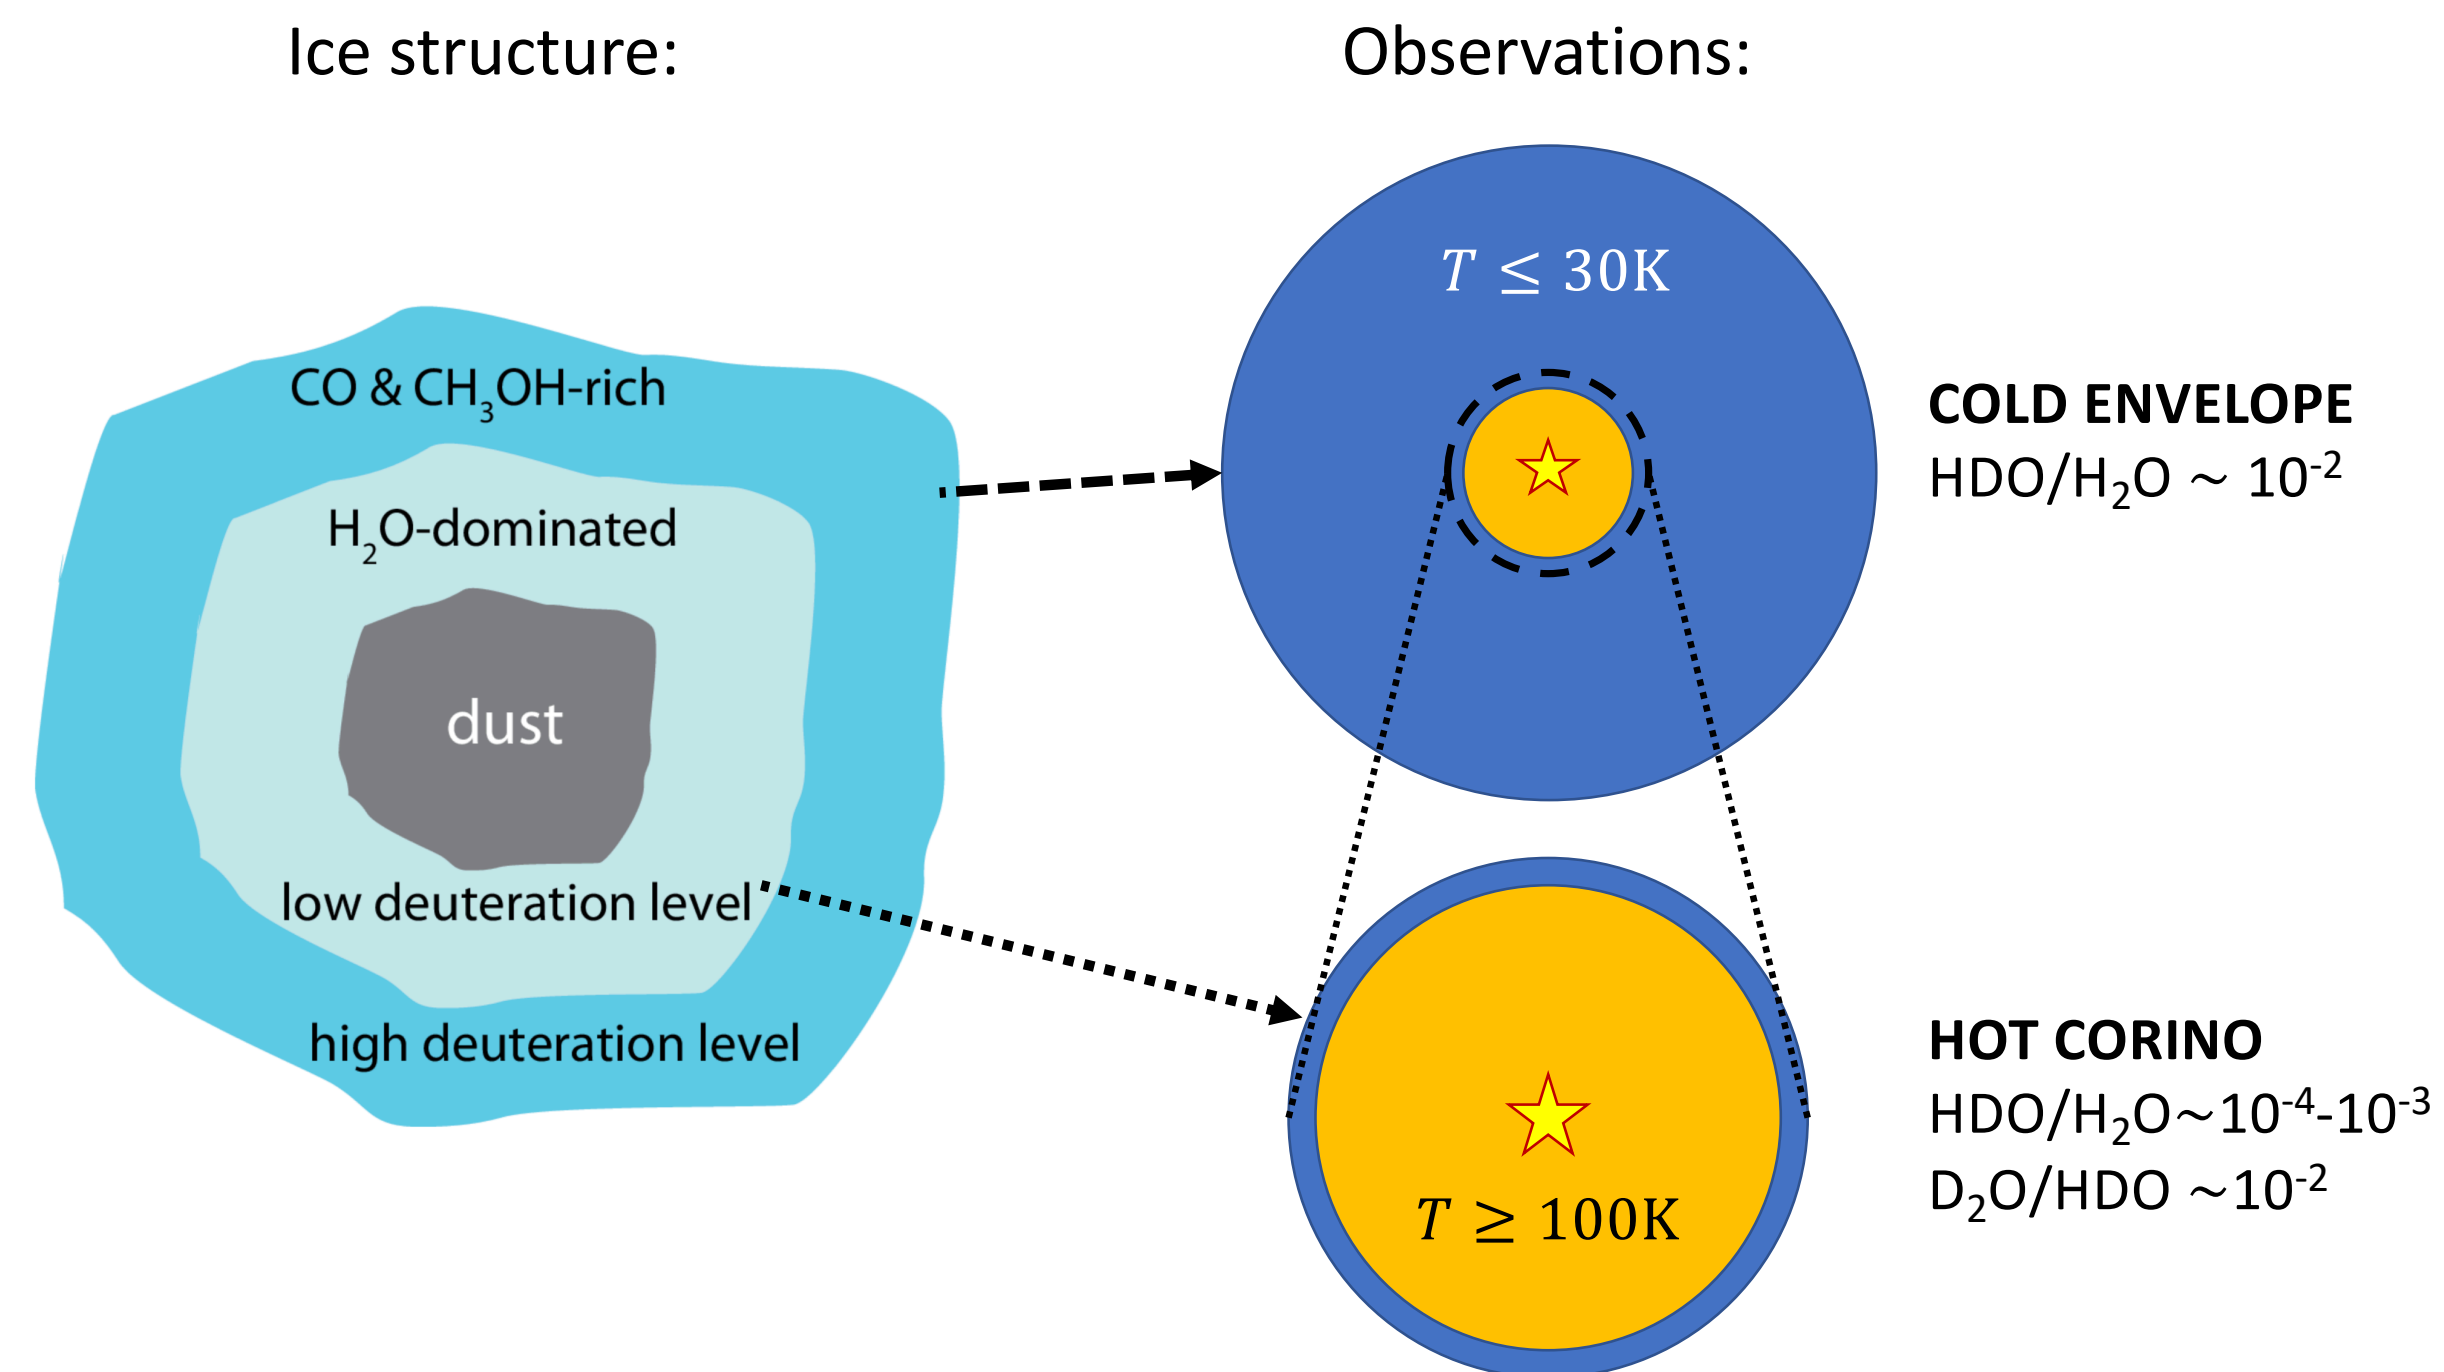 Ice structure:
Observations:
CO & CH₃OH-rich
H₂O-dominated
dust
low deuteration level
high deuteration level
T ≤ 30K
COLD ENVELOPE
HDO/H₂O ~ 10⁻²
T ≥ 100K
HOT CORINO
HDO/H₂O~10⁻⁴-10⁻³
D₂O/HDO ~10⁻²